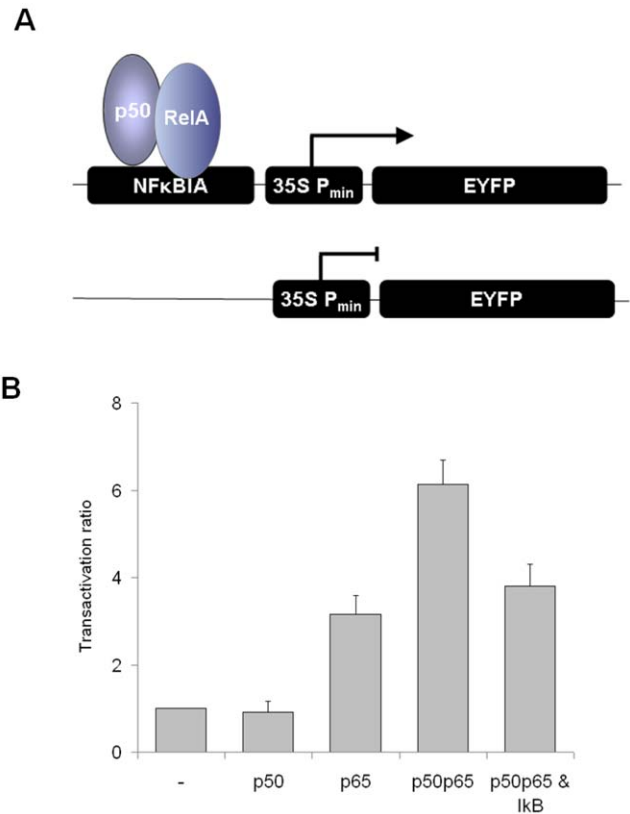 A
p50 RelA
NFκBIA 35S Pmin EYFP
35S Pmin EYFP
B
Transactivation ratio
8
6
4
2
0
- p50 p65 p50p65 p50p65 &
IkB